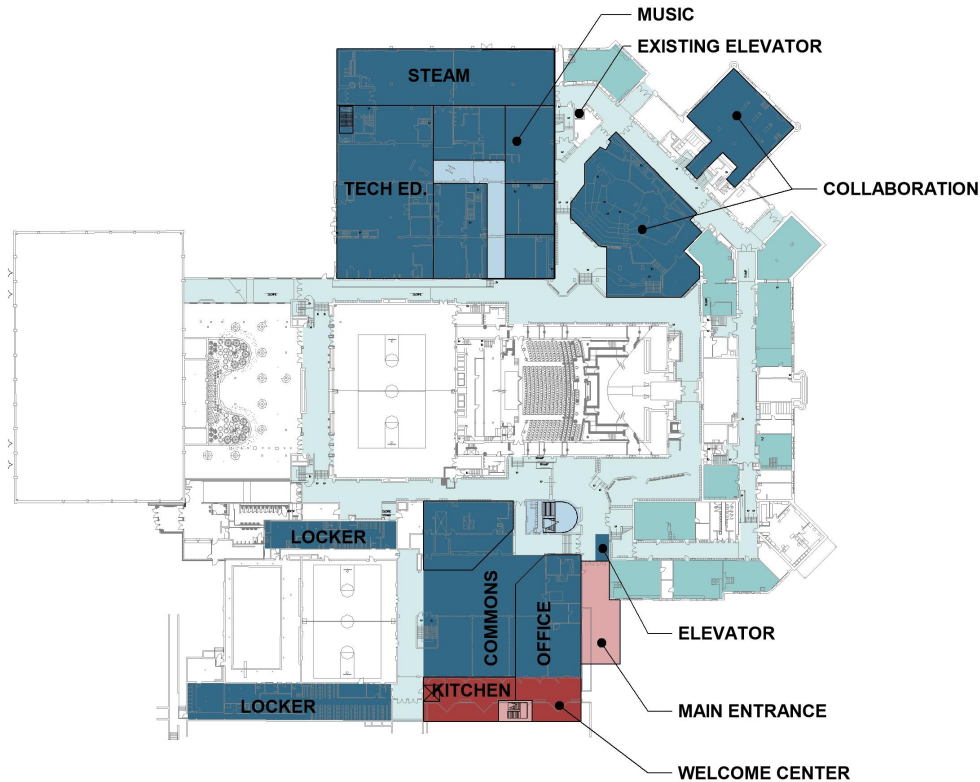 MUSIC
EXISTING ELEVATOR
STEAM
TECH ED.
COLLABORATION
LOCKER
COMMONS
OFFICE
ELEVATOR
KITCHEN
LOCKER
MAIN ENTRANCE
WELCOME CENTER